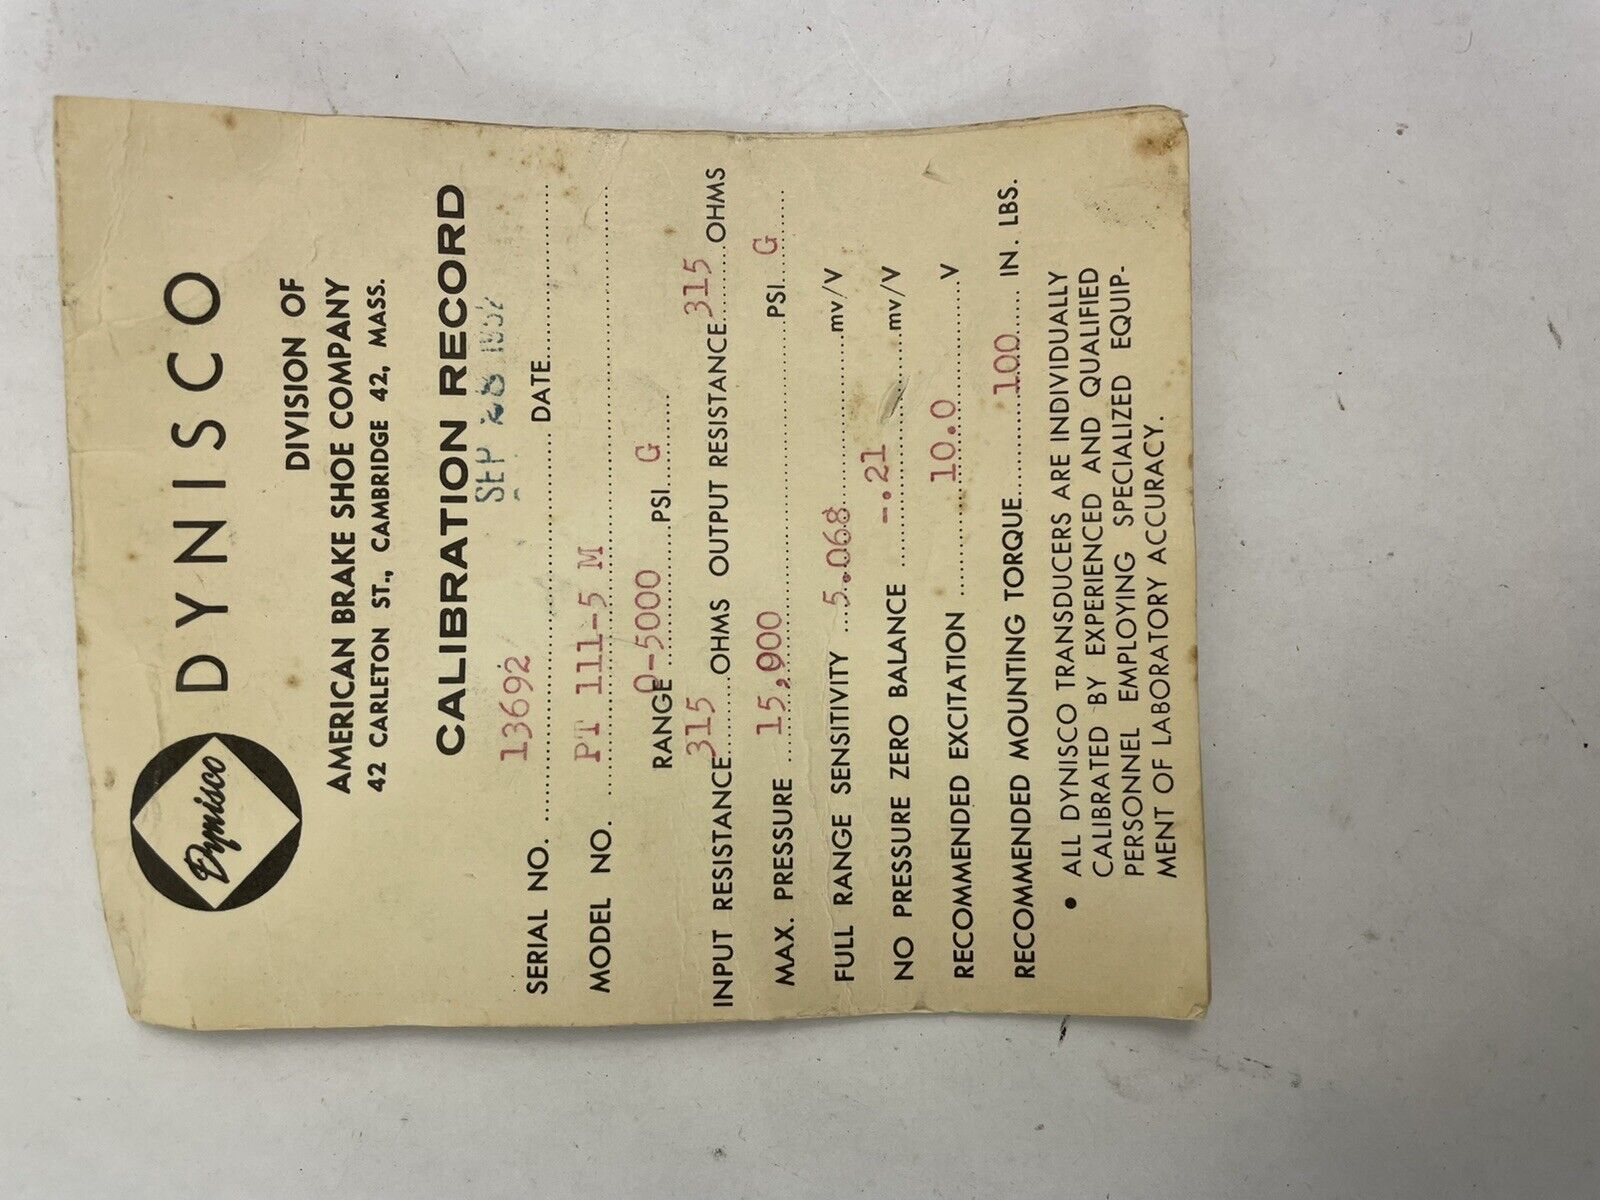 Dynisco
DYNISCO
DIVISION OF
AMERICAN BRAKE SHOE COMPANY
42 CARLETON ST., CAMBRIDGE 42, MASS.
CALIBRATION RECORD
SEP 28
SERIAL NO. 13692 DATE
MODEL NO. PT 111-5 M
RANGE 0-5000 PSI G
INPUT RESISTANCE 315 OHMS OUTPUT RESISTANCE 315 OHMS
MAX. PRESSURE 15,900 PSI G
FULL RANGE SENSITIVITY 5.068 mv/V
NO PRESSURE ZERO BALANCE -.21 mv/V
RECOMMENDED EXCITATION 10.0 V
RECOMMENDED MOUNTING TORQUE 100 IN. LBS.
• ALL DYNISCO TRANSDUCERS ARE INDIVIDUALLY
CALIBRATED BY EXPERIENCED AND QUALIFIED
PERSONNEL EMPLOYING SPECIALIZED EQUIP-
MENT OF LABORATORY ACCURACY.